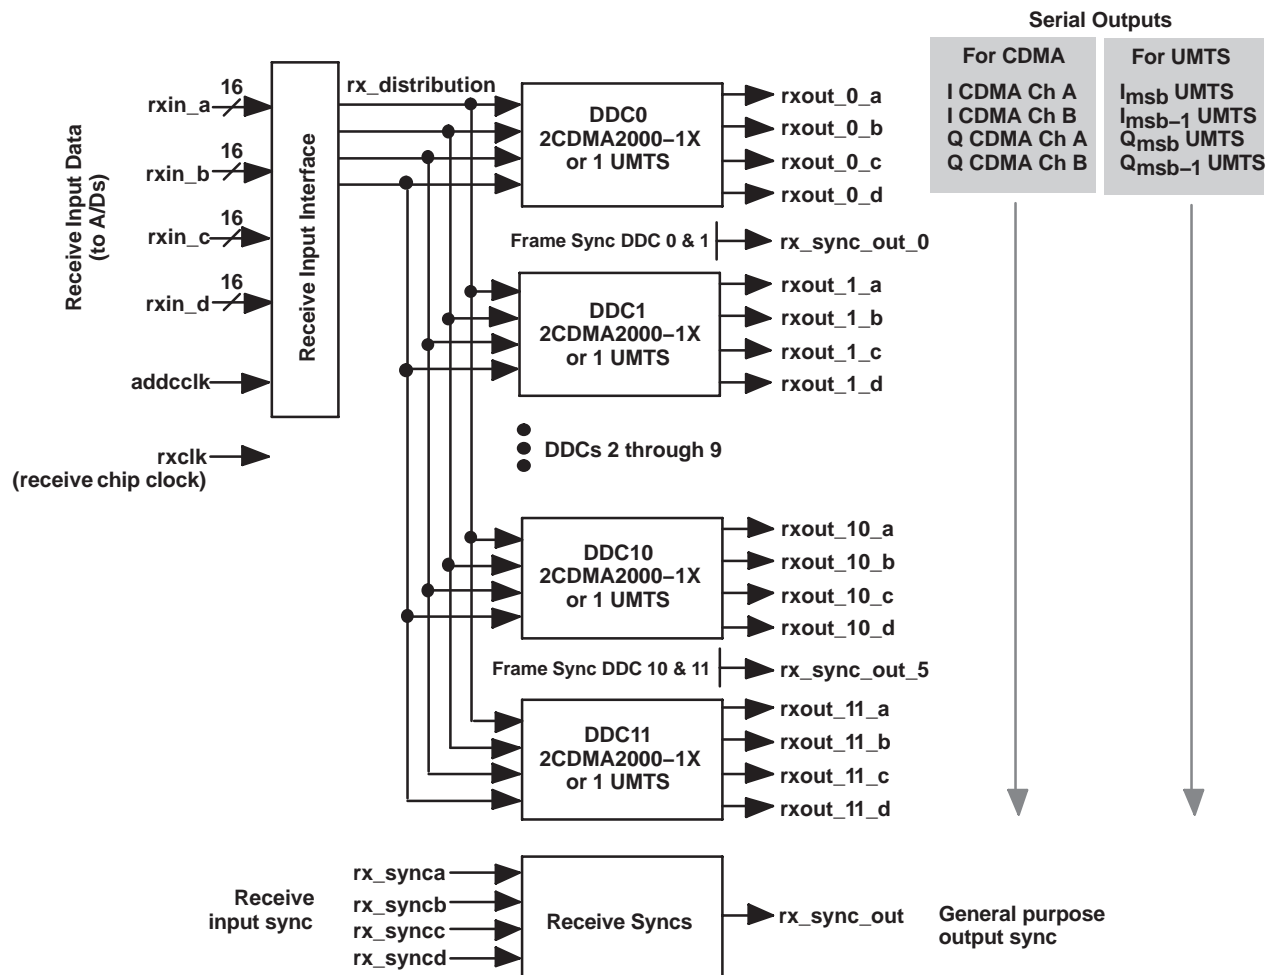 Serial Outputs
For CDMA
I CDMA Ch A
I CDMA Ch B
Q CDMA Ch A
Q CDMA Ch B
For UMTS
Imsb UMTS
Imsb–1 UMTS
Qmsb UMTS
Qmsb–1 UMTS
Receive Input Data
(to A/Ds)
16
rxin_a
16
rxin_b
16
rxin_c
16
rxin_d
addcclk
rxclk
(receive chip clock)
Receive Input Interface
rx_distribution
DDC0
2CDMA2000–1X
or 1 UMTS
rxout_0_a
rxout_0_b
rxout_0_c
rxout_0_d
Frame Sync DDC 0 & 1
rx_sync_out_0
DDC1
2CDMA2000–1X
or 1 UMTS
rxout_1_a
rxout_1_b
rxout_1_c
rxout_1_d
DDCs 2 through 9
DDC10
2CDMA2000–1X
or 1 UMTS
rxout_10_a
rxout_10_b
rxout_10_c
rxout_10_d
Frame Sync DDC 10 & 11
rx_sync_out_5
DDC11
2CDMA2000–1X
or 1 UMTS
rxout_11_a
rxout_11_b
rxout_11_c
rxout_11_d
Receive
input sync
rx_synca
rx_syncb
rx_syncc
rx_syncd
Receive Syncs
rx_sync_out
General purpose
output sync